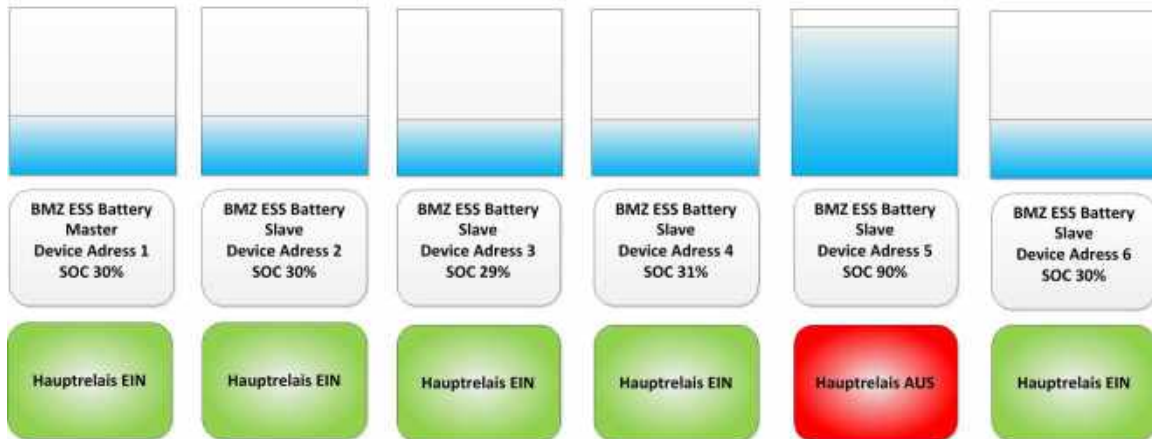 BMZ ESS Battery
Master
Device Adress 1
SOC 30%
BMZ ESS Battery
Slave
Device Adress 2
SOC 30%
BMZ ESS Battery
Slave
Device Adress 3
SOC 29%
BMZ ESS Battery
Slave
Device Adress 4
SOC 31%
BMZ ESS Battery
Slave
Device Adress 5
SOC 90%
BMZ ESS Battery
Slave
Device Adress 6
SOC 30%
Hauptrelais EIN
Hauptrelais EIN
Hauptrelais EIN
Hauptrelais EIN
Hauptrelais AUS
Hauptrelais EIN